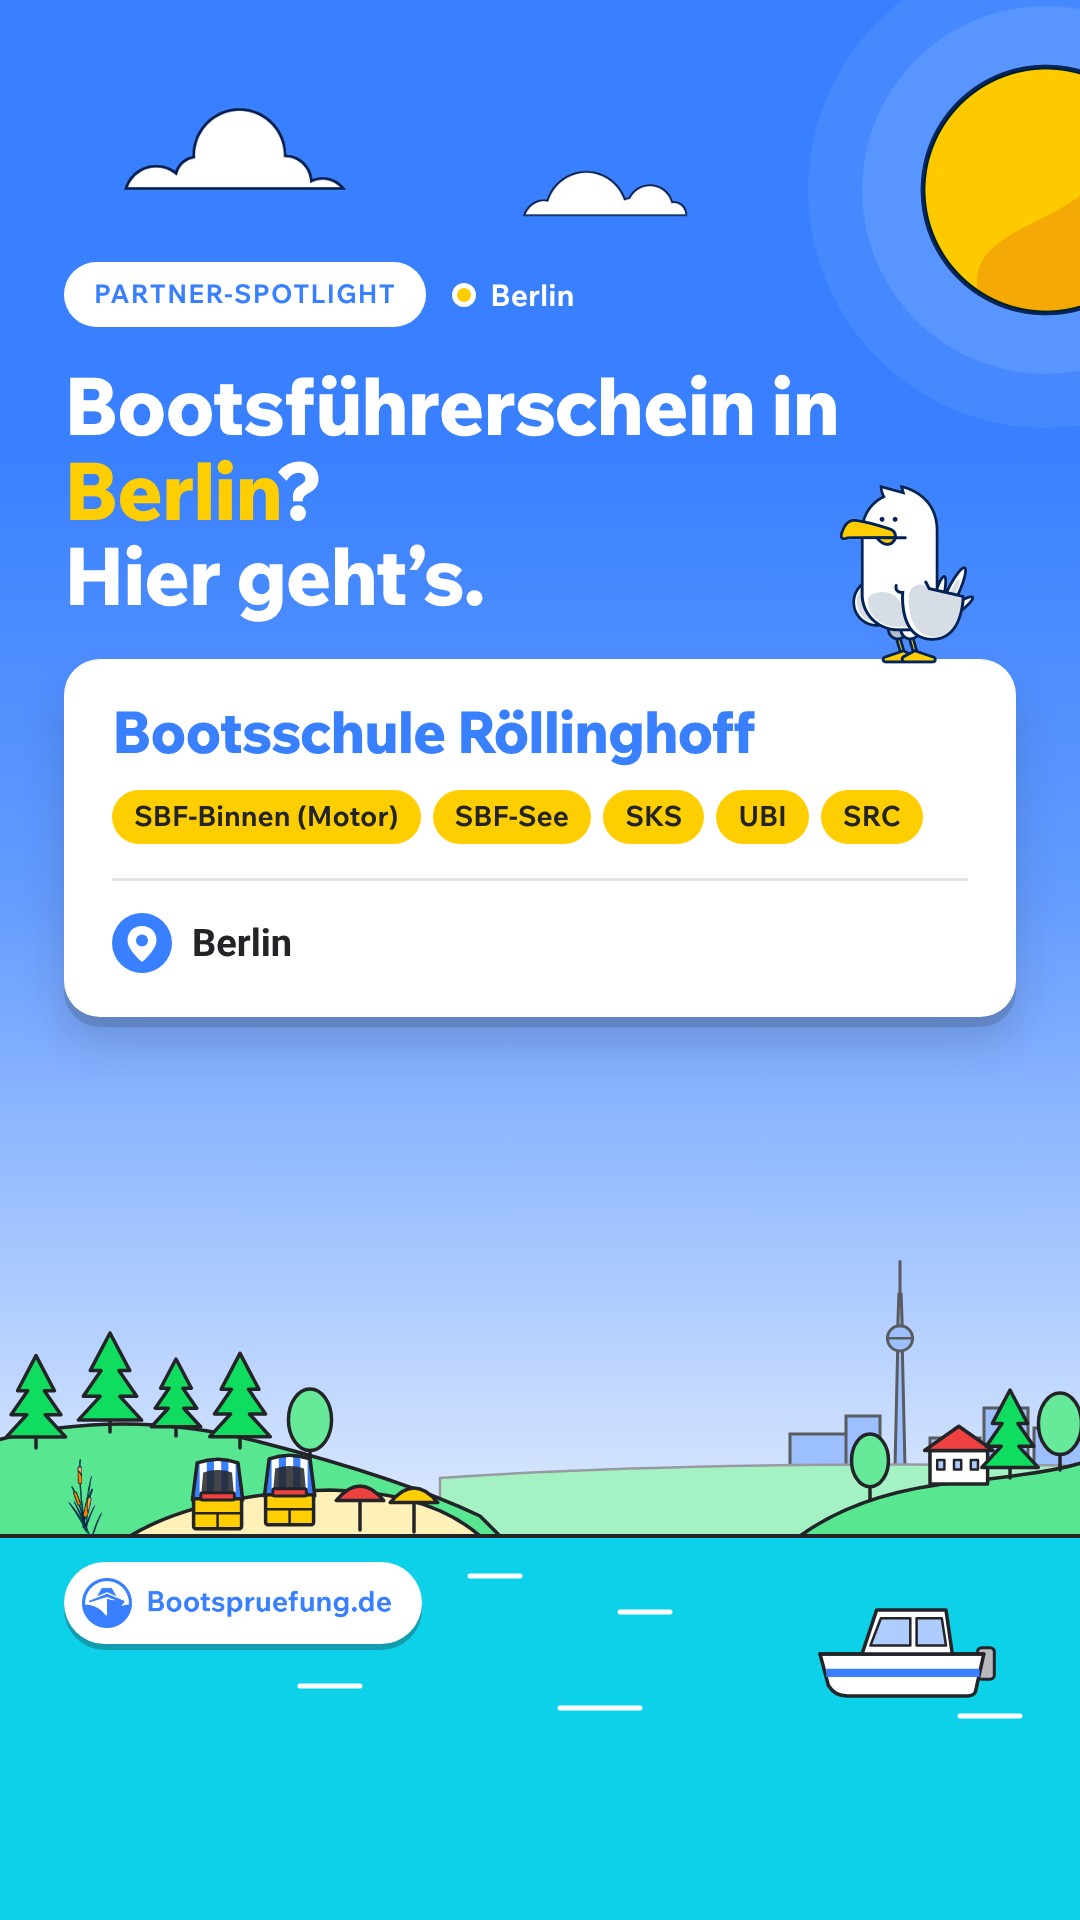 PARTNER-SPOTLIGHT
Berlin
Bootsführerschein in
Berlin?
Hier geht’s.
Bootsschule Röllinghoff
SBF-Binnen (Motor) SBF-See SKS UBI SRC
Berlin
Bootspruefung.de